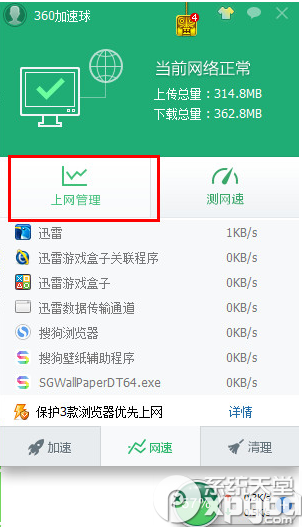 360加速球
4
当前网络正常
上传总量：314.8MB
下载总量：362.8MB
上网管理 测网速
迅雷 1KB/s
迅雷游戏盒子关联程序 0KB/s
迅雷游戏盒子 0KB/s
迅雷数据传输通道 0KB/s
搜狗浏览器 0KB/s
搜狗壁纸辅助程序 0KB/s
SGWallPaperDT64.exe 0KB/s
保护3款浏览器优先上网 详情
加速 网速 清理
系统天堂